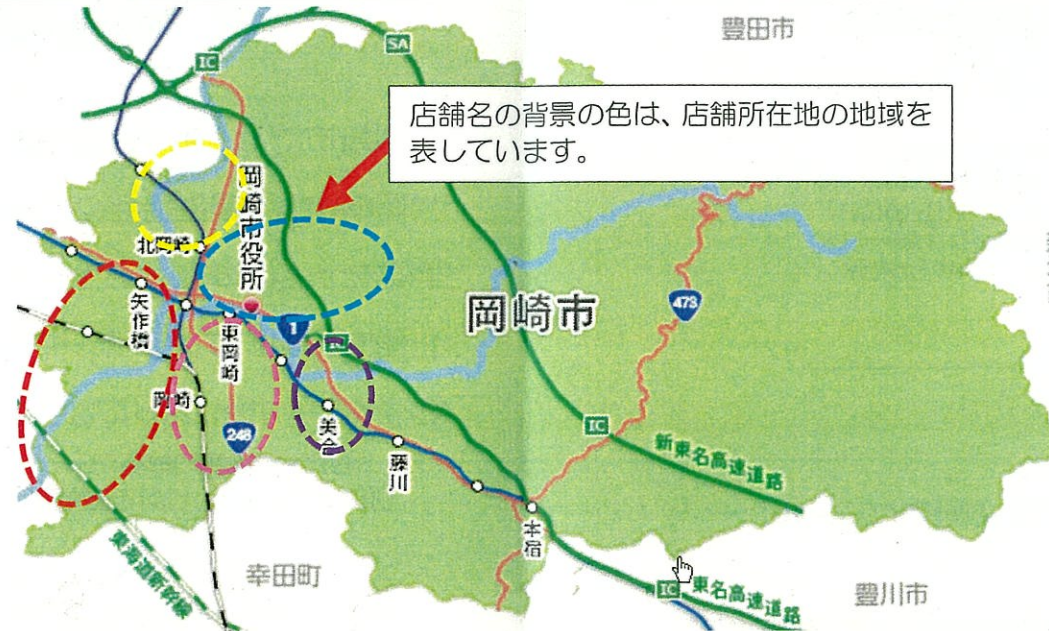 豊田市
IC
SA
店舗名の背景の色は、店舗所在地の地域を
表しています。
岡崎市役所
北岡崎
矢作橋
岡崎市
473
1
東岡崎
IC
岡崎
美合
248
IC
新東名高速道路
藤川
本宿
東海道新幹線
幸田町
IC
東名高速道路
豊川市